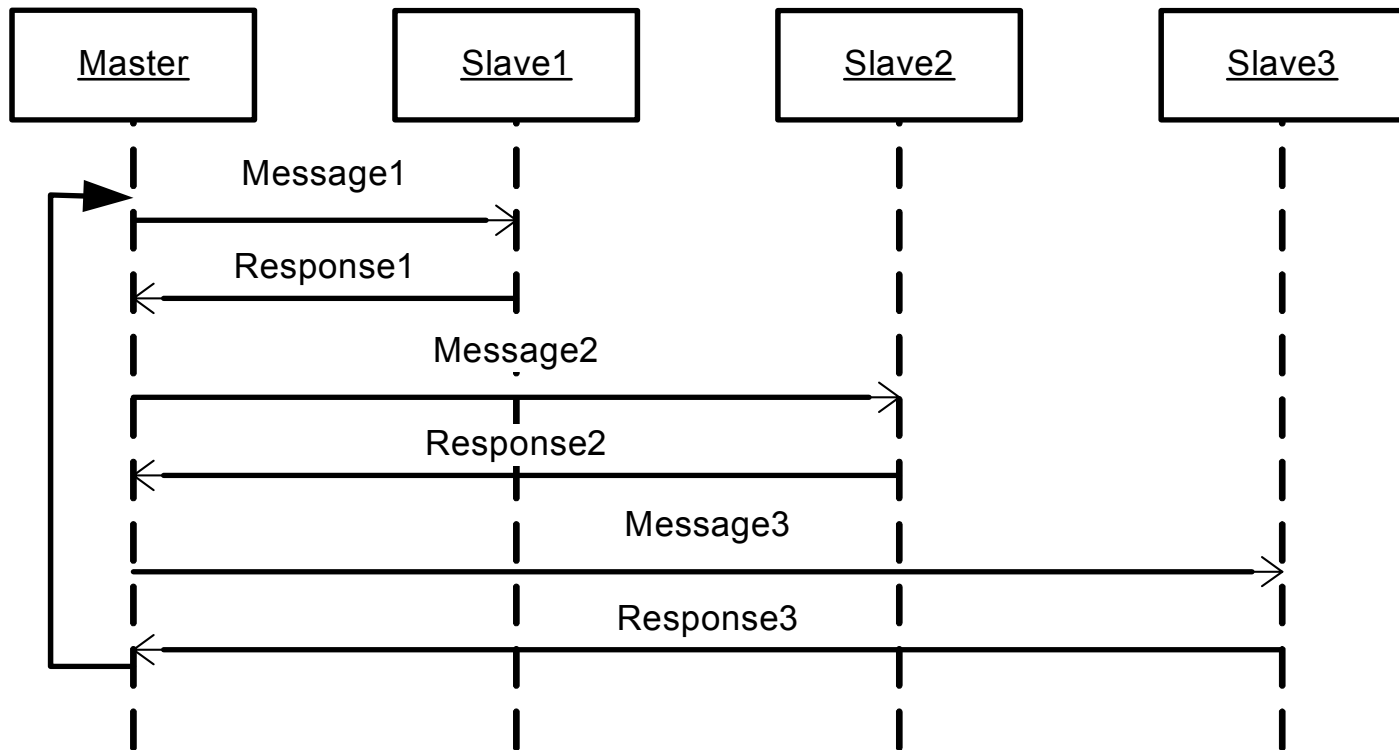 Master
Slave1
Slave2
Slave3
Message1
Response1
Message2
Response2
Message3
Response3